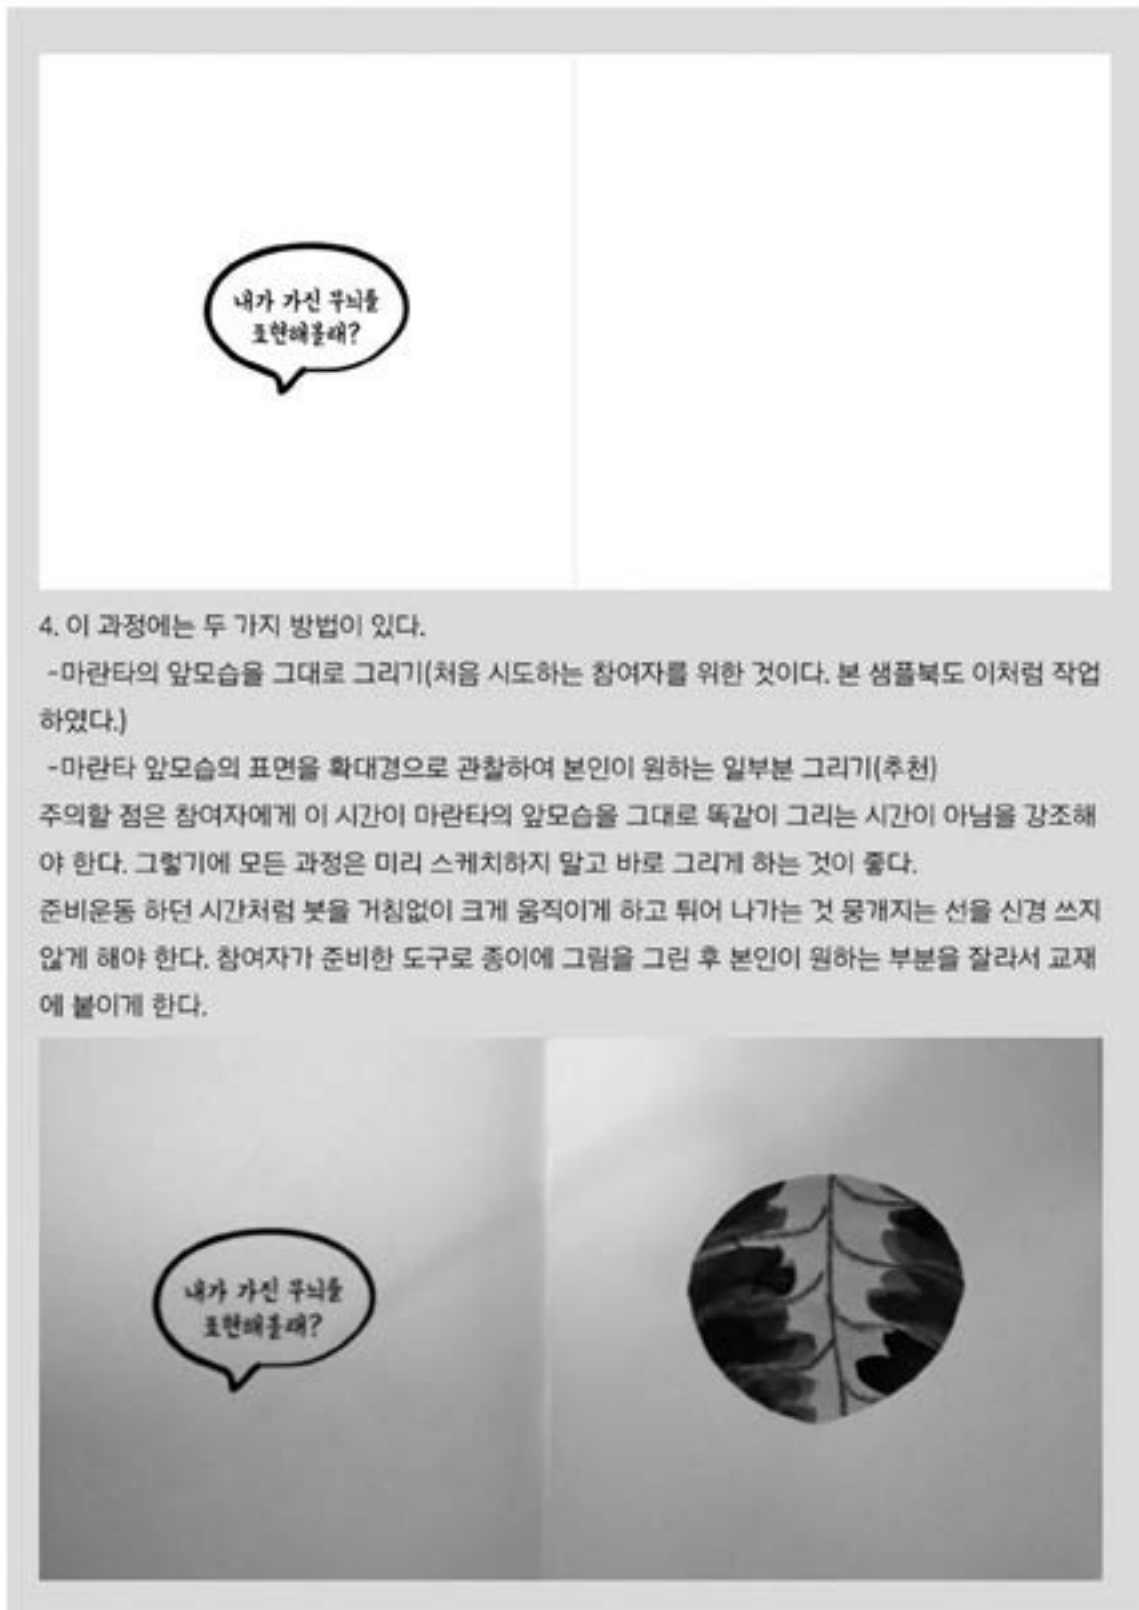 내가 가진 무늬를
표현해볼래?
4. 이 과정에는 두 가지 방법이 있다.
-마란타의 앞모습을 그대로 그리기(처음 시도하는 참여자를 위한 것이다. 본 샘플북도 이처럼 작업
하였다.)
-마란타 앞모습의 표면을 확대경으로 관찰하여 본인이 원하는 일부분 그리기(추천)
주의할 점은 참여자에게 이 시간이 마란타의 앞모습을 그대로 똑같이 그리는 시간이 아님을 강조해
야 한다. 그렇기에 모든 과정은 미리 스케치하지 말고 바로 그리게 하는 것이 좋다.
준비운동 하던 시간처럼 붓을 거침없이 크게 움직이게 하고 튀어 나가는 것 뭉개지는 선을 신경 쓰지
않게 해야 한다. 참여자가 준비한 도구로 종이에 그림을 그린 후 본인이 원하는 부분을 잘라서 교재
에 붙이게 한다.
내가 가진 무늬를
표현해볼래?